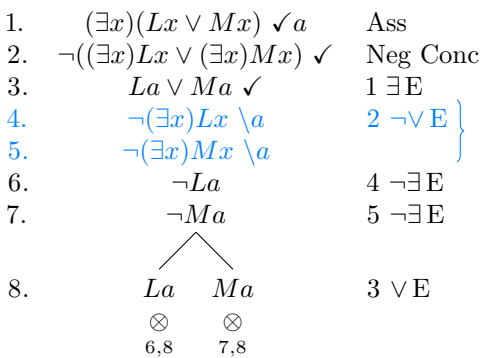 1. (∃x)(Lx ∨ Mx) ✓a Ass
2. ¬((∃x)Lx ∨ (∃x)Mx) ✓ Neg Conc
3. La ∨ Ma ✓ 1 ∃E
4. ¬(∃x)Lx \a 2 ¬∨E
5. ¬(∃x)Mx \a
6. ¬La 4 ¬∃E
7. ¬Ma 5 ¬∃E
8. La Ma 3 ∨E
⊗ ⊗
6,8 7,8